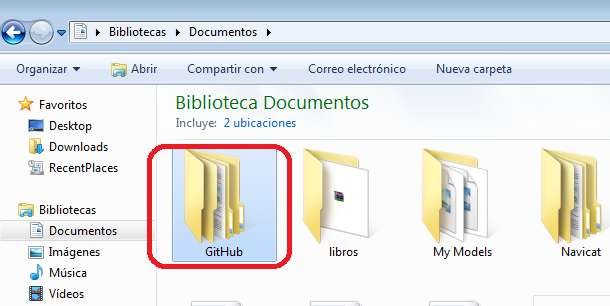 Bibliotecas Documentos
Organizar Abrir Compartir con Correo electrónico Nueva carpeta
Favoritos
Desktop
Downloads
RecentPlaces
Bibliotecas
Documentos
Imágenes
Música
Vídeos
Biblioteca Documentos
Incluye: 2 ubicaciones
GitHub libros My Models Navicat